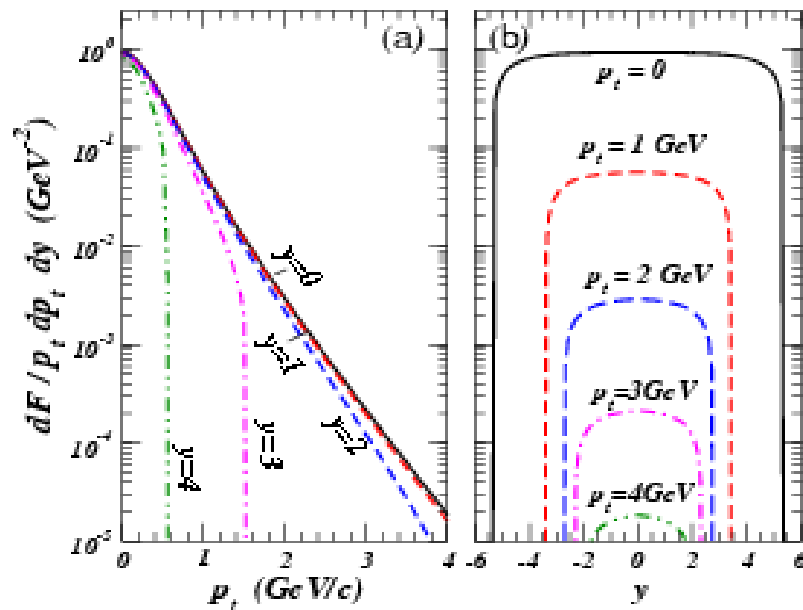 (a)
(b)
10^0
10^-1
10^-2
10^-3
10^-4
10^-5
dF / p_t dp_t dy (GeV^-2)
y=0
y=1
y=2
y=3
y=4
0 1 2 3 4
p_t (GeV/c)
p_t = 0
p_t = 1 GeV
p_t = 2 GeV
p_t=3GeV
p_t=4GeV
-6 -4 -2 0 2 4 6
y